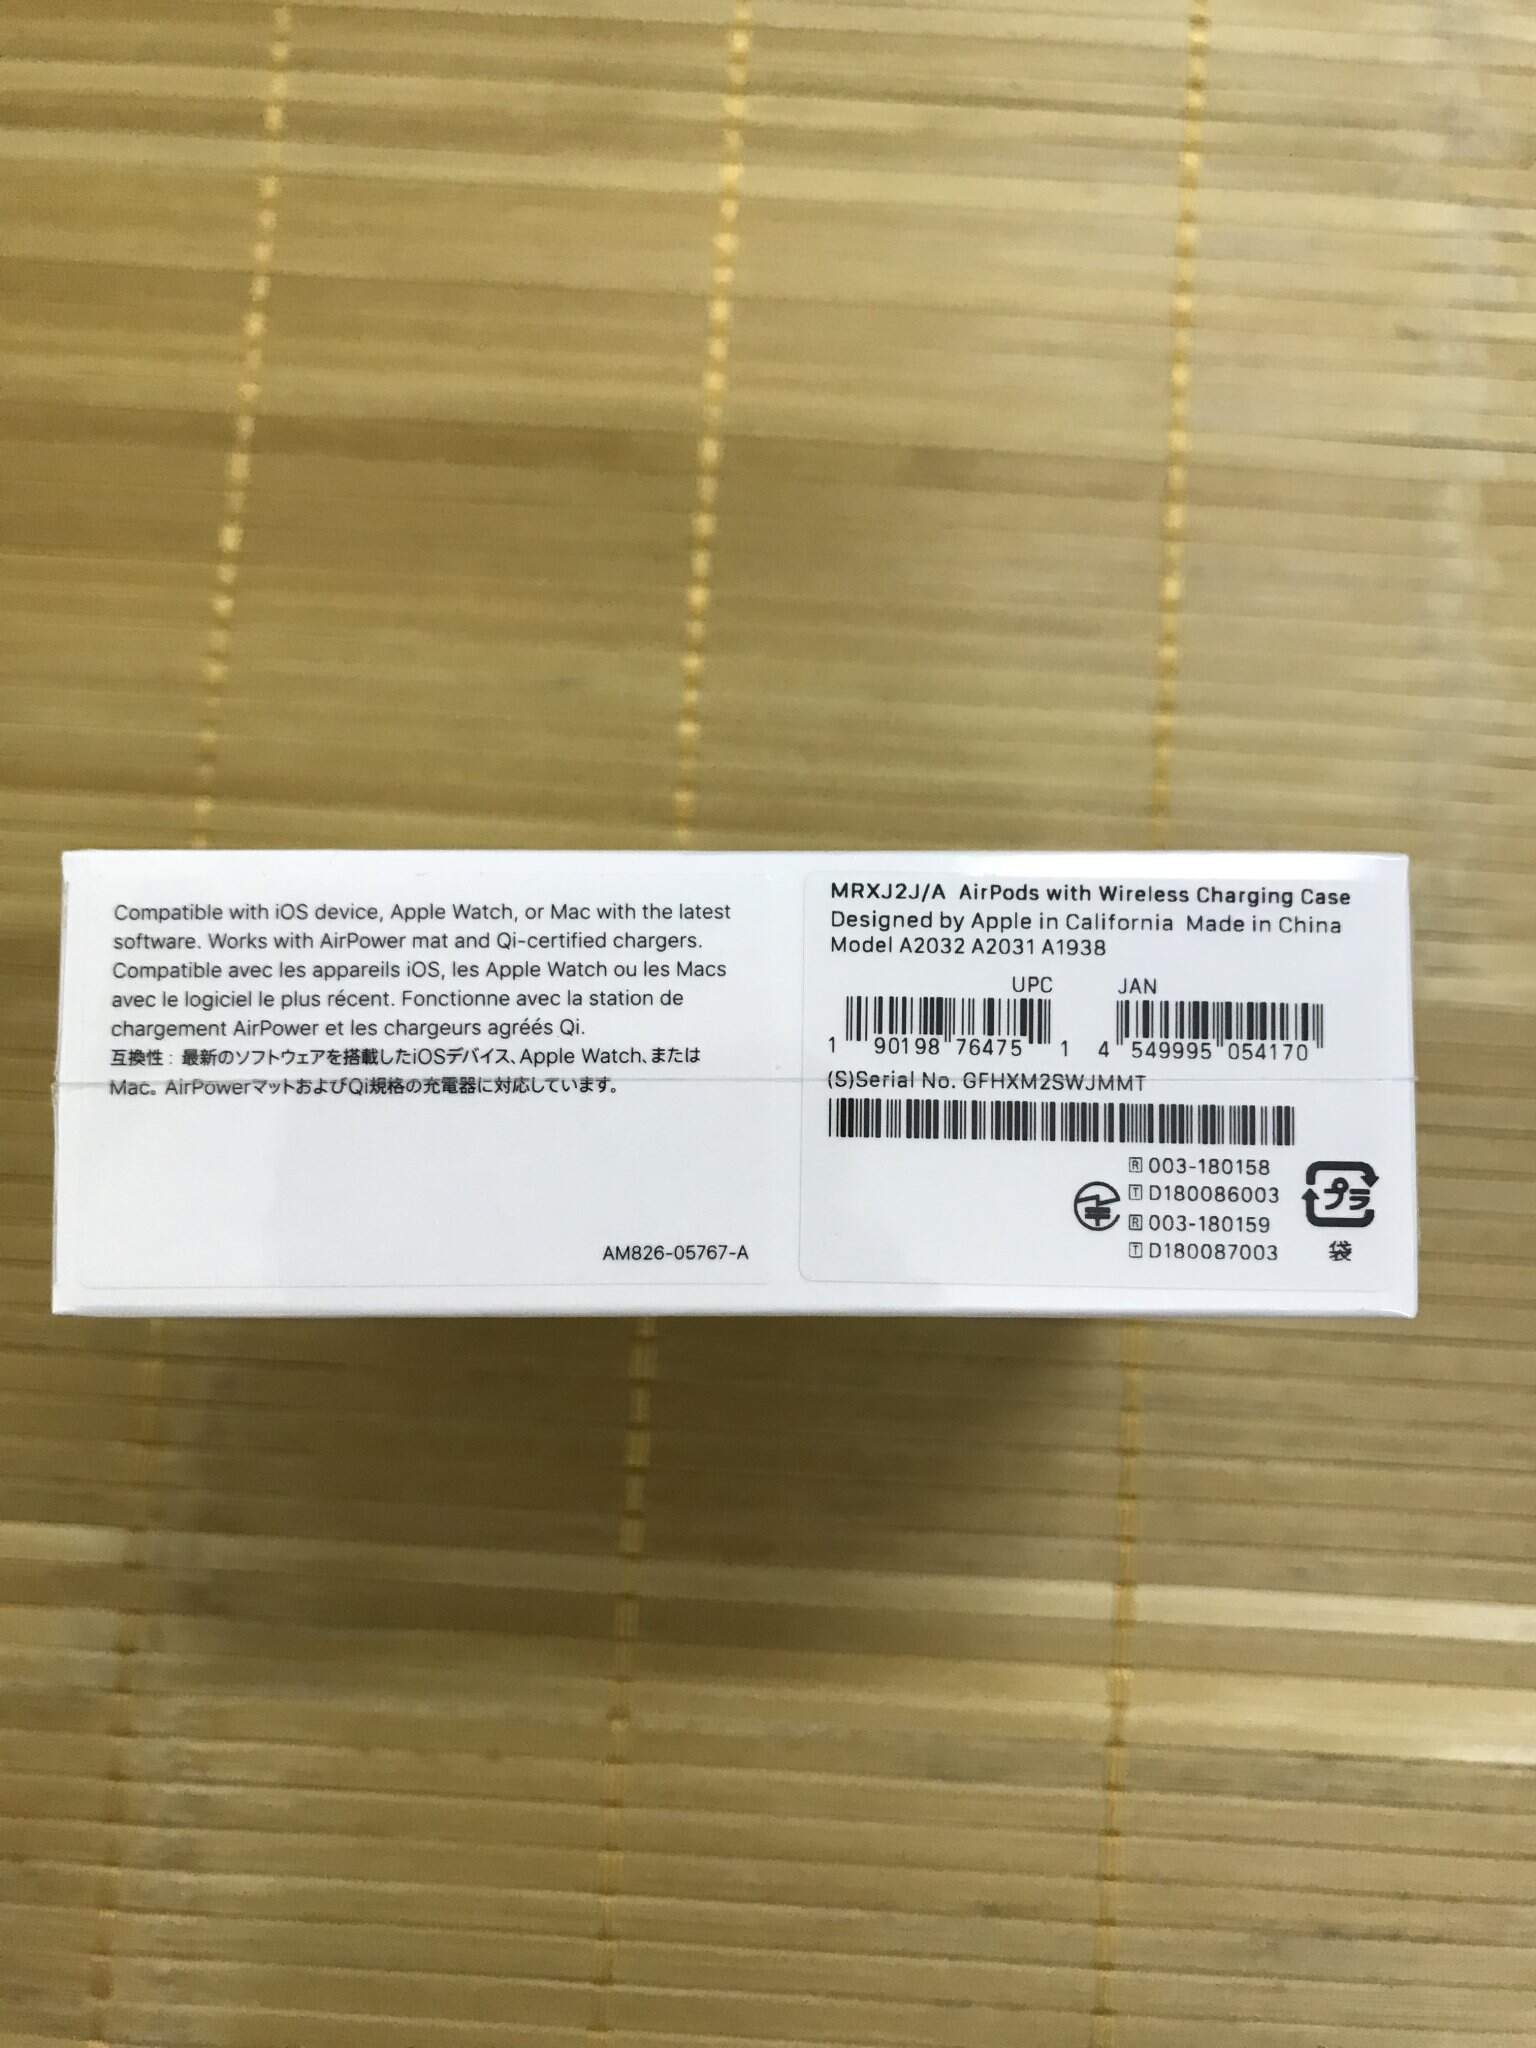 Compatible with iOS device, Apple Watch, or Mac with the latest
software. Works with AirPower mat and Qi-certified chargers.
Compatible avec les appareils iOS, les Apple Watch ou les Macs
avec le logiciel le plus récent. Fonctionne avec la station de
chargement AirPower et les chargeurs agréés Qi.
互換性：最新のソフトウェアを搭載したiOSデバイス、Apple Watch、または
Mac。AirPowerマットおよびQi規格の充電器に対応しています。
AM826-05767-A
MRXJ2J/A AirPods with Wireless Charging Case
Designed by Apple in California Made in China
Model A2032 A2031 A1938
UPC
1 90198 76475 1
JAN
4 549995 054170
(S)Serial No. GFHXM2SWJMMT
R 003-180158
T D180086003
R 003-180159
T D180087003
プラ
袋